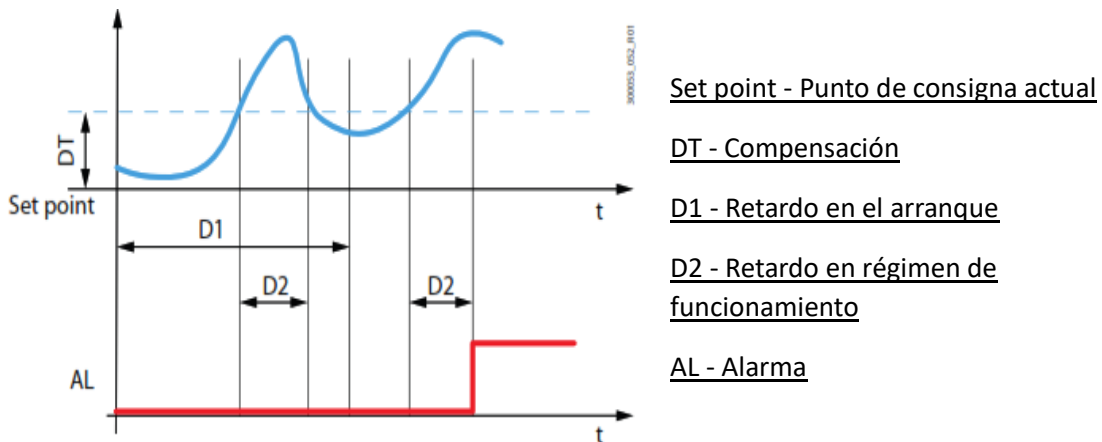 300053_052_R01
DT
Set point
t
D1
D2
D2
AL
t
Set point - Punto de consigna actual
DT - Compensación
D1 - Retardo en el arranque
D2 - Retardo en régimen de
funcionamiento
AL - Alarma